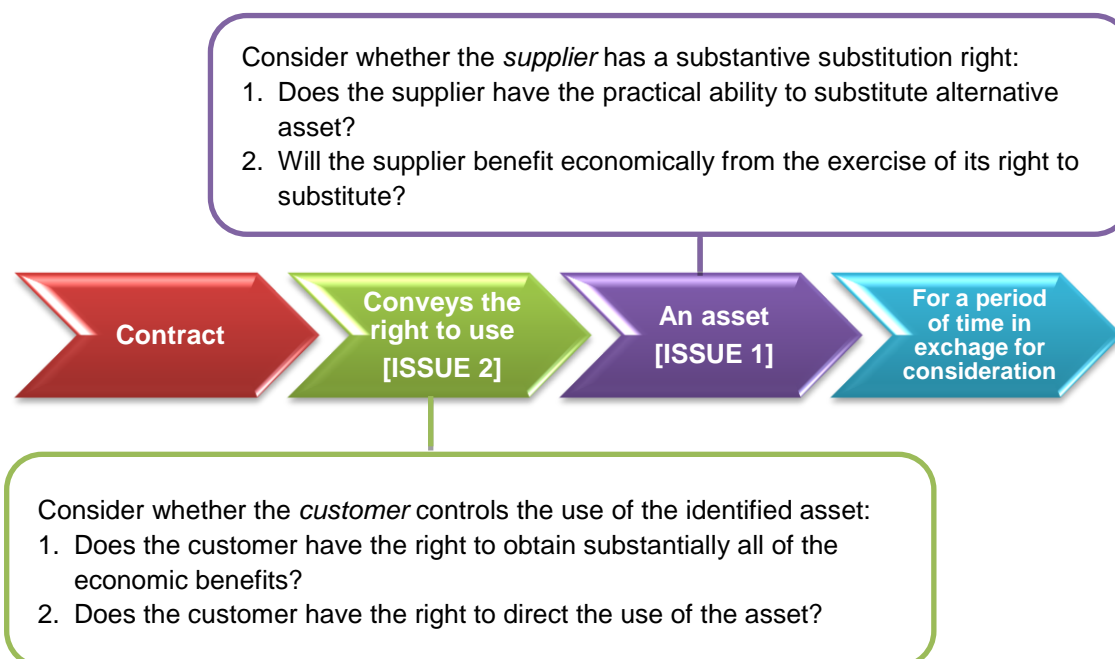 Consider whether the supplier has a substantive substitution right:
1. Does the supplier have the practical ability to substitute alternative
asset?
2. Will the supplier benefit economically from the exercise of its right to
substitute?
Contract
Conveys the
right to use
[ISSUE 2]
An asset
[ISSUE 1]
For a period
of time in
exchage for
consideration
Consider whether the customer controls the use of the identified asset:
1. Does the customer have the right to obtain substantially all of the
economic benefits?
2. Does the customer have the right to direct the use of the asset?